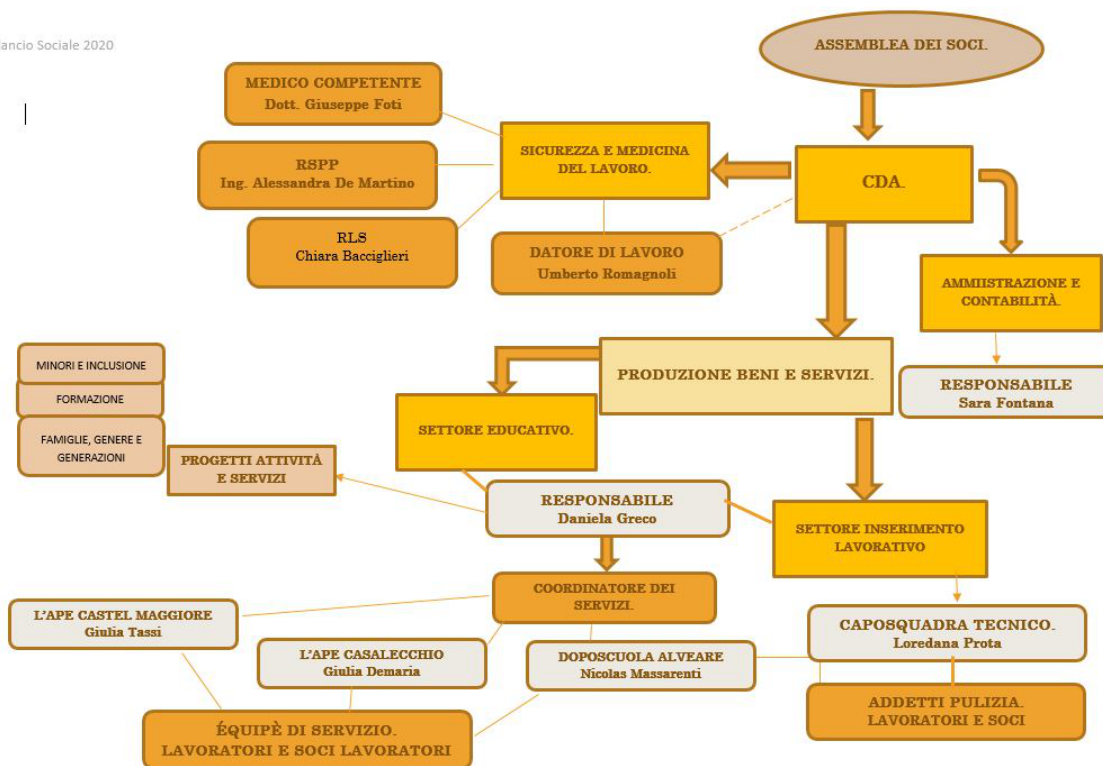 ancio Sociale 2020
ASSEMBLEA DEI SOCI.
MEDICO COMPETENTE
Dott. Giuseppe Foti
SICUREZZA E MEDICINA
DEL LAVORO.
RSPP
Ing. Alessandra De Martino
CDA.
RLS
Chiara Bacciglieri
DATORE DI LAVORO
Umberto Romagnoli
AMMIISTRAZIONE E
CONTABILITÀ.
MINORI E INCLUSIONE
FORMAZIONE
FAMIGLIE, GENERE E
GENERAZIONI
PRODUZIONE BENI E SERVIZI.
RESPONSABILE
Sara Fontana
SETTORE EDUCATIVO.
PROGETTI ATTIVITÀ
E SERVIZI
RESPONSABILE
Daniela Greco
SETTORE INSERIMENTO
LAVORATIVO
COORDINATORE DEI
SERVIZI.
L'APE CASTEL MAGGIORE
Giulia Tassi
CAPOSQUADRA TECNICO.
Loredana Prota
L'APE CASALECCHIO
Giulia Demaria
DOPOSCUOLA ALVEARE
Nicolas Massarenti
ADDETTI PULIZIA.
LAVORATORI E SOCI
ÉQUIPÈ DI SERVIZIO.
LAVORATORI E SOCI LAVORATORI